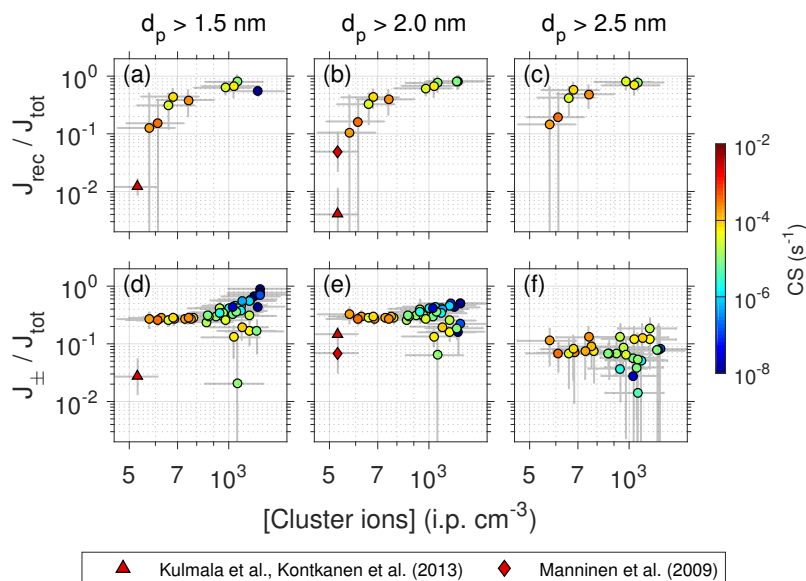 d_p > 1.5 nm
d_p > 2.0 nm
d_p > 2.5 nm
J_rec / J_tot
10^0
10^-1
10^-2
(a)
(b)
(c)
10^-2
10^-4
10^-6
10^-8
CS (s^-1)
J_± / J_tot
10^0
10^-1
10^-2
(d)
(e)
(f)
5 7 10^3
5 7 10^3
5 7 10^3
[Cluster ions] (i.p. cm^-3)
Kulmala et al., Kontkanen et al. (2013)
Manninen et al. (2009)